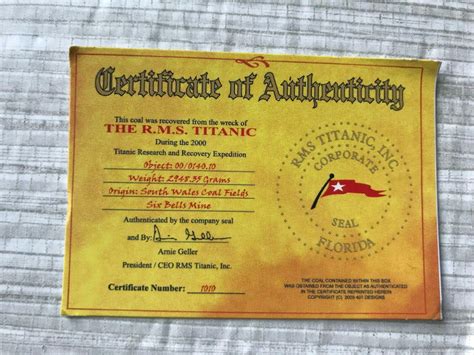 Certificate of Authenticity
This coal was recovered from the wreck of
THE R.M.S. TITANIC
During the 2000
Titanic Research and Recovery Expedition
Object: 00/0140.10
Weight: 2948.35 Grams
Origin: South Wales Coal Fields
Six Bells Mine
Authenticated by the company seal
and By:
Arnie Geller
President / CEO RMS Titanic, Inc.
Certificate Number: 1010
RMS TITANIC, INC.
CORPORATE
SEAL
FLORIDA
THE COAL CONTAINED WITHIN THIS BOX
WAS OBTAINED FROM THE OBJECT AS AUTHENTICATED
IN THE CERTIFICATE REPRINTED HEREIN
COPYRIGHT (C) 2003 401 DESIGNS